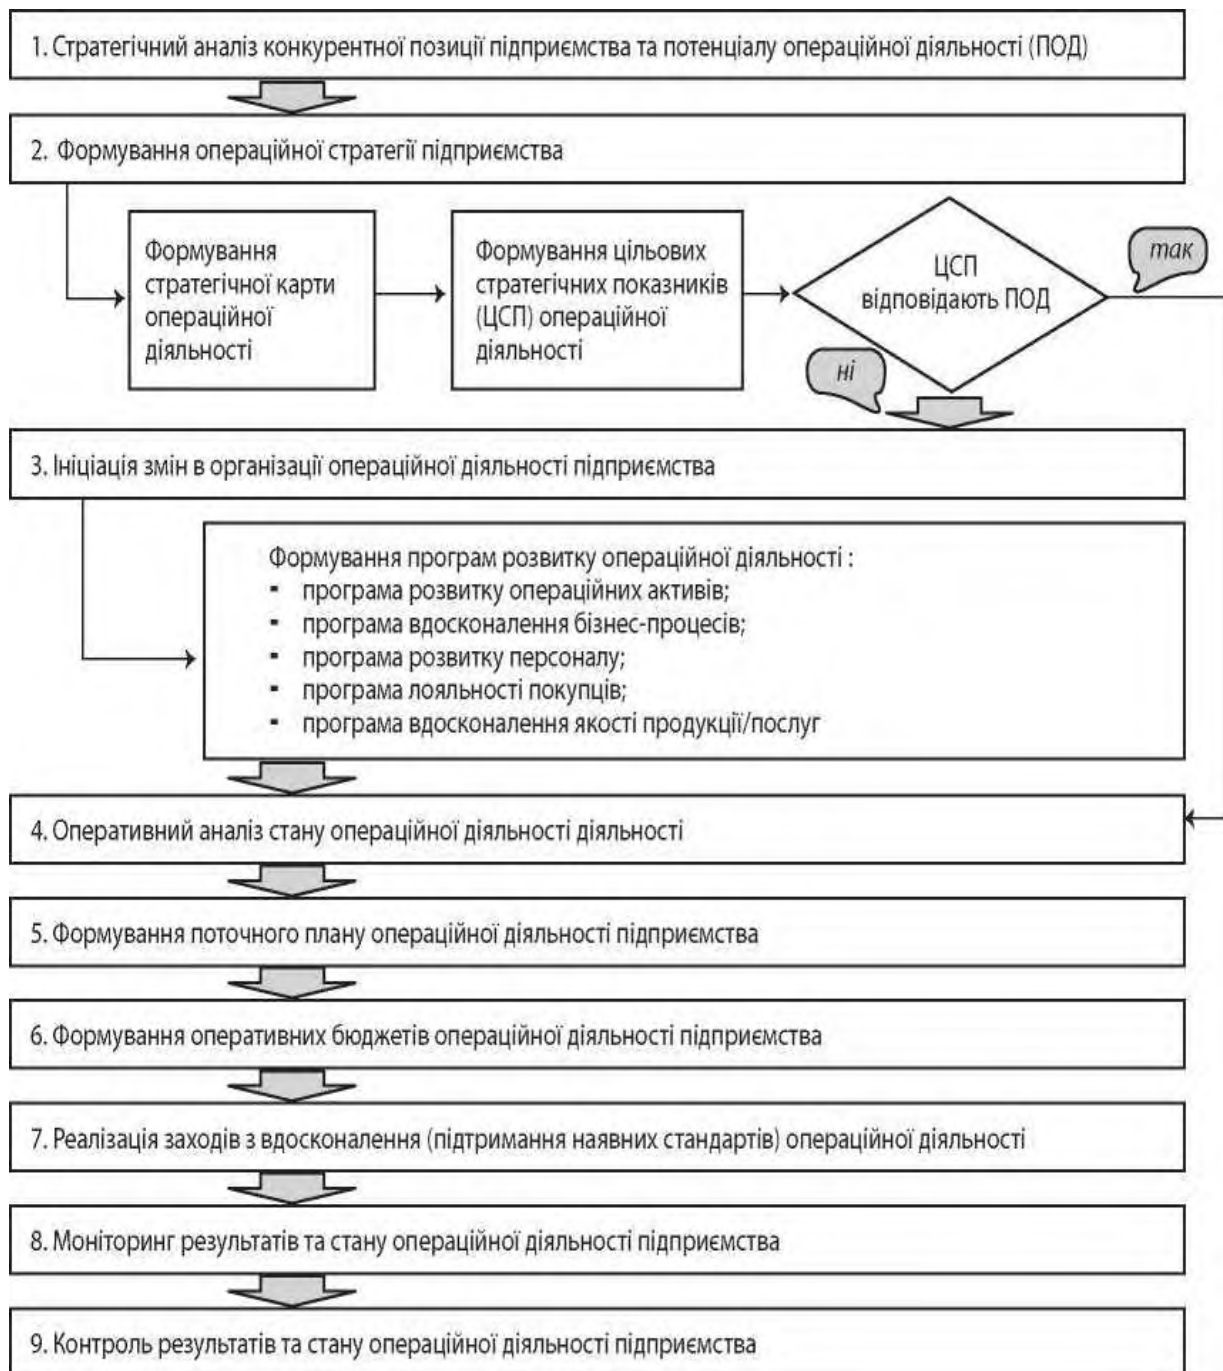 1. Стратегічний аналіз конкурентної позиції підприємства та потенціалу операційної діяльності (ПОД)
2. Формування операційної стратегії підприємства
Формування
стратегічної карти
операційної
діяльності
Формування цільових
стратегічних показників
(ЦСП) операційної
діяльності
ЦСП
відповідають ПОД
так
ні
3. Ініціація змін в організації операційної діяльності підприємства
Формування програм розвитку операційної діяльності :
▪ програма розвитку операційних активів;
▪ програма вдосконалення бізнес-процесів;
▪ програма розвитку персоналу;
▪ програма лояльності покупців;
▪ програма вдосконалення якості продукції/послуг
4. Оперативний аналіз стану операційної діяльності діяльності
5. Формування поточного плану операційної діяльності підприємства
6. Формування оперативних бюджетів операційної діяльності підприємства
7. Реалізація заходів з вдосконалення (підтримання наявних стандартів) операційної діяльності
8. Моніторинг результатів та стану операційної діяльності підприємства
9. Контроль результатів та стану операційної діяльності підприємства